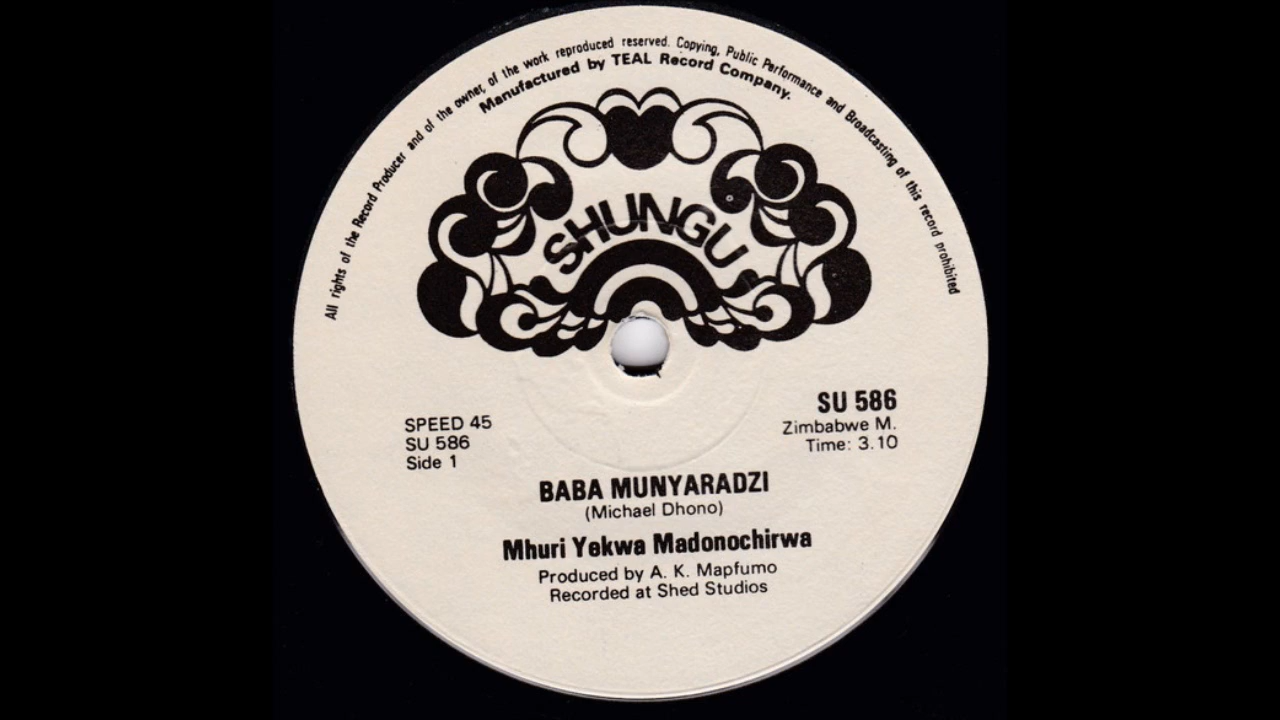 All rights of the Record Producer and of the owner, of the work reproduced reserved. Copying, Public Performance and Broadcasting of this record prohibited
Manufactured by TEAL Record Company.
SHUNGU
SPEED 45
SU 586
Side 1
SU 586
Zimbabwe M.
Time: 3.10
BABA MUNYARADZI
(Michael Dhono)
Mhuri Yekwa Madonochirwa
Produced by A. K. Mapfumo
Recorded at Shed Studios